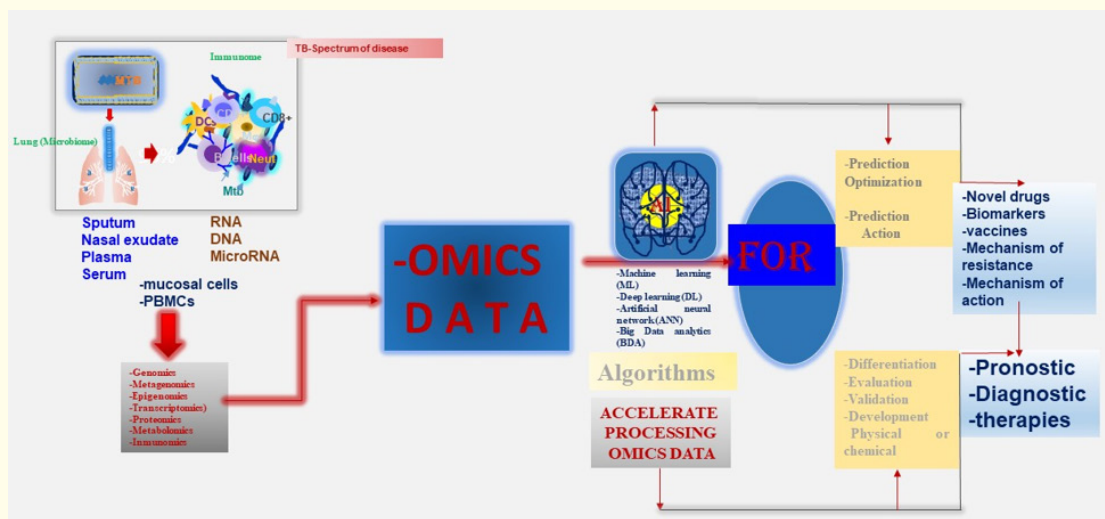 TB-Spectrum of disease
Immunome
MTB
Lung (Microbiome)
DCs
CD8+
B cells
Neut
Mtb
Sputum
Nasal exudate
Plasma
Serum
RNA
DNA
MicroRNA
-mucosal cells
-PBMCs
-Genomics
-Metagenomics
-Epigenomics
-Transcriptomics)
-Proteomics
-Metabolomics
-Inmunomics
-OMICS
DATA
AI
-Machine learning
(ML)
-Deep learning (DL)
-Artificial neural
network (ANN)
-Big Data analytics
(BDA)
Algorithms
ACCELERATE
PROCESSING
OMICS DATA
FOR
-Prediction
Optimization
-Prediction
Action
-Novel drugs
-Biomarkers
-vaccines
-Mechanism of
resistance
-Mechanism of
action
-Differentiation
-Evaluation
-Validation
-Development
Physical or
chemical
-Pronostic
-Diagnostic
-therapies